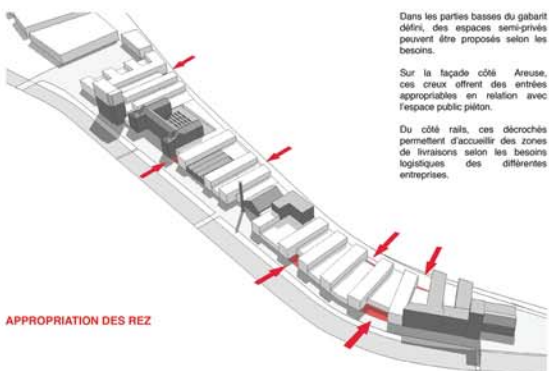 Dans les parties basses du gabarit
défini, des espaces semi-privés
peuvent être proposés selon les
besoins.
Sur la façade côté Areuse,
ces creux offrent des entrées
appropriables en relation avec
l'espace public piéton.
Du côté rails, ces décrochés
permettent d'accueillir des zones
de livraisons selon les besoins
logistiques des différentes
entreprises.
APPROPRIATION DES REZ